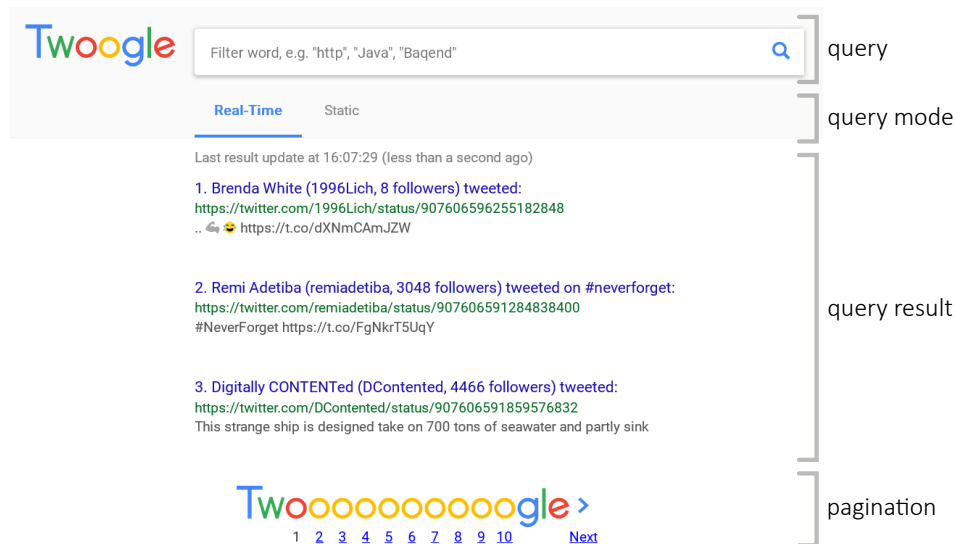 Twoogle
Filter word, e.g. "http", "Java", "Baqend"
query
Real-Time Static
query mode
Last result update at 16:07:29 (less than a second ago)
1. Brenda White (1996Lich, 8 followers) tweeted:
https://twitter.com/1996Lich/status/907606596255182848
.. 💪 😂 https://t.co/dXNmCAmJZW
2. Remi Adetiba (remiadetiba, 3048 followers) tweeted on #neverforget:
https://twitter.com/remiadetiba/status/907606591284838400
#NeverForget https://t.co/FgNkrT5UqY
query result
3. Digitally CONTENTed (DContented, 4466 followers) tweeted:
https://twitter.com/DContented/status/907606591859576832
This strange ship is designed take on 700 tons of seawater and partly sink
Twoooooooooogle >
pagination
1 2 3 4 5 6 7 8 9 10 Next